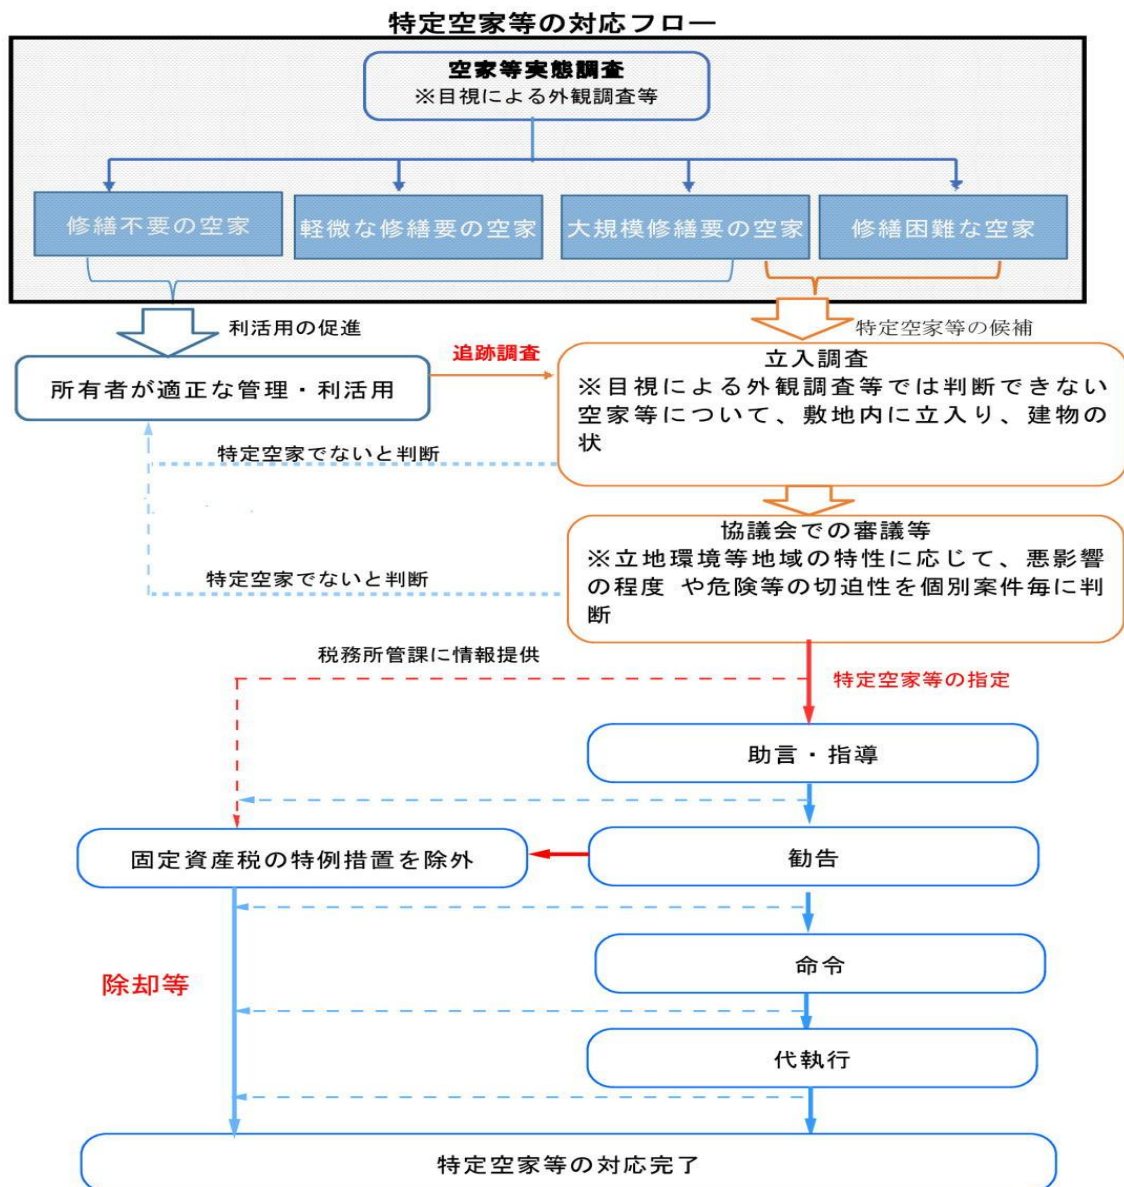 特定空家等の対応フロー
空家等実態調査
※目視による外観調査等
修繕不要の空家
軽微な修繕要の空家
大規模修繕要の空家
修繕困難な空家
利活用の促進
特定空家等の候補
所有者が適正な管理・利活用
追跡調査
立入調査
※目視による外観調査等では判断できない
空家等について、敷地内に立入り、建物の
状
特定空家でないと判断
協議会での審議等
※立地環境等地域の特性に応じて、悪影響
の程度 や危険等の切迫性を個別案件毎に判
断
特定空家でないと判断
税務所管課に情報提供
特定空家等の指定
助言・指導
固定資産税の特例措置を除外
勧告
命令
除却等
代執行
特定空家等の対応完了